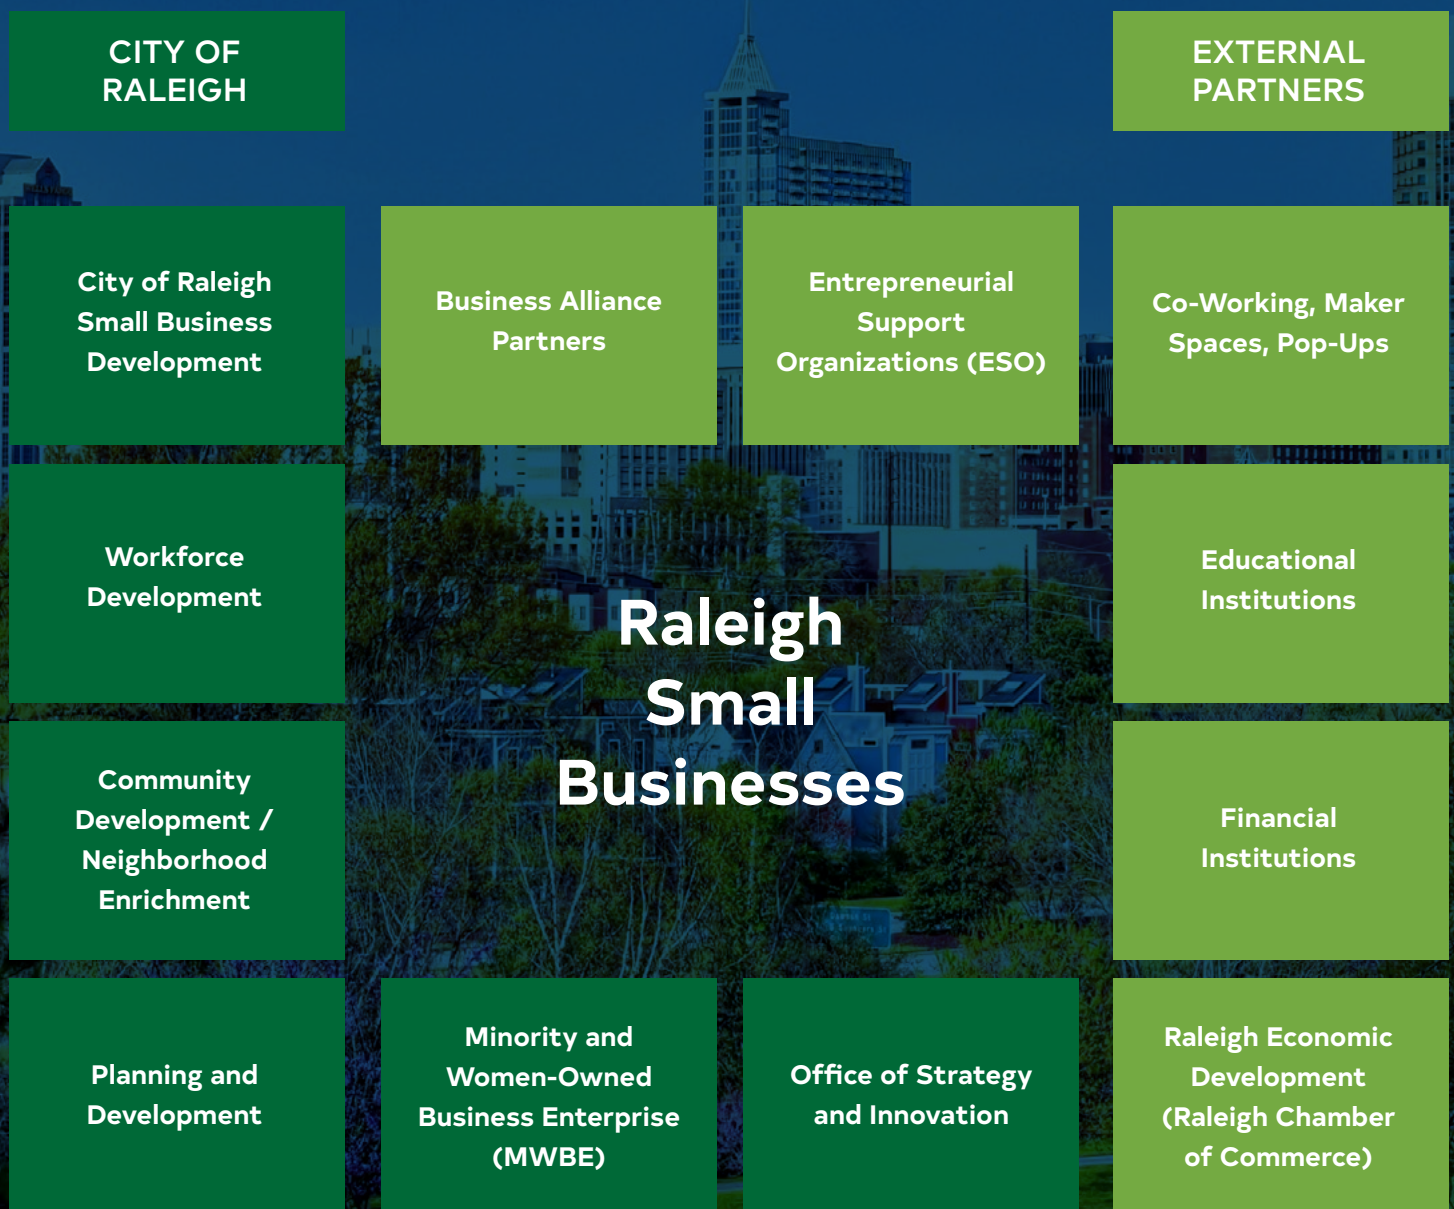 CITY OF
RALEIGH
EXTERNAL
PARTNERS
City of Raleigh
Small Business
Development
Business Alliance
Partners
Entrepreneurial
Support
Organizations (ESO)
Co-Working, Maker
Spaces, Pop-Ups
Workforce
Development
Educational
Institutions
Raleigh
Small
Businesses
Community
Development /
Neighborhood
Enrichment
Financial
Institutions
Planning and
Development
Minority and
Women-Owned
Business Enterprise
(MWBE)
Office of Strategy
and Innovation
Raleigh Economic
Development
(Raleigh Chamber
of Commerce)